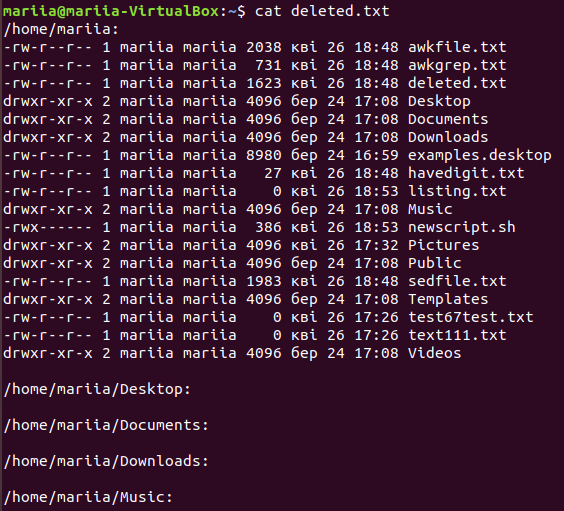 mariia@mariia-VirtualBox:~$ cat deleted.txt
/home/mariia:
-rw-r--r-- 1 mariia mariia 2038 кві 26 18:48 awkfile.txt
-rw-r--r-- 1 mariia mariia  731 кві 26 18:48 awkgrep.txt
-rw-r--r-- 1 mariia mariia 1623 кві 26 18:48 deleted.txt
drwxr-xr-x 2 mariia mariia 4096 бер 24 17:08 Desktop
drwxr-xr-x 2 mariia mariia 4096 бер 24 17:08 Documents
drwxr-xr-x 2 mariia mariia 4096 бер 24 17:08 Downloads
-rw-r--r-- 1 mariia mariia 8980 бер 24 16:59 examples.desktop
-rw-r--r-- 1 mariia mariia   27 кві 26 18:48 havedigit.txt
-rw-r--r-- 1 mariia mariia    0 кві 26 18:53 listing.txt
drwxr-xr-x 2 mariia mariia 4096 бер 24 17:08 Music
-rwx------ 1 mariia mariia  386 кві 26 18:53 newscript.sh
drwxr-xr-x 2 mariia mariia 4096 кві 26 17:32 Pictures
drwxr-xr-x 2 mariia mariia 4096 бер 24 17:08 Public
-rw-r--r-- 1 mariia mariia 1983 кві 26 18:48 sedfile.txt
drwxr-xr-x 2 mariia mariia 4096 бер 24 17:08 Templates
-rw-r--r-- 1 mariia mariia    0 кві 26 17:26 test67test.txt
-rw-r--r-- 1 mariia mariia    0 кві 26 17:26 text111.txt
drwxr-xr-x 2 mariia mariia 4096 бер 24 17:08 Videos
/home/mariia/Desktop:
/home/mariia/Documents:
/home/mariia/Downloads:
/home/mariia/Music: